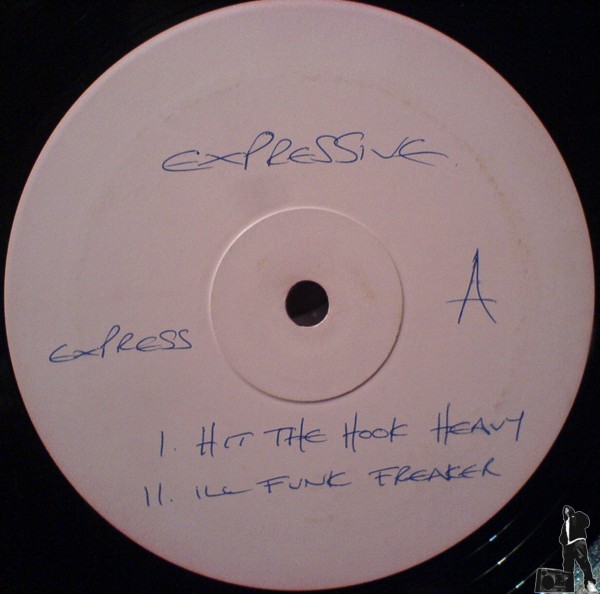 EXPRESSIVE.
A
EXPRESS
I. HIT THE HOOK HEAVY
II. ILL FUNK FREAKER